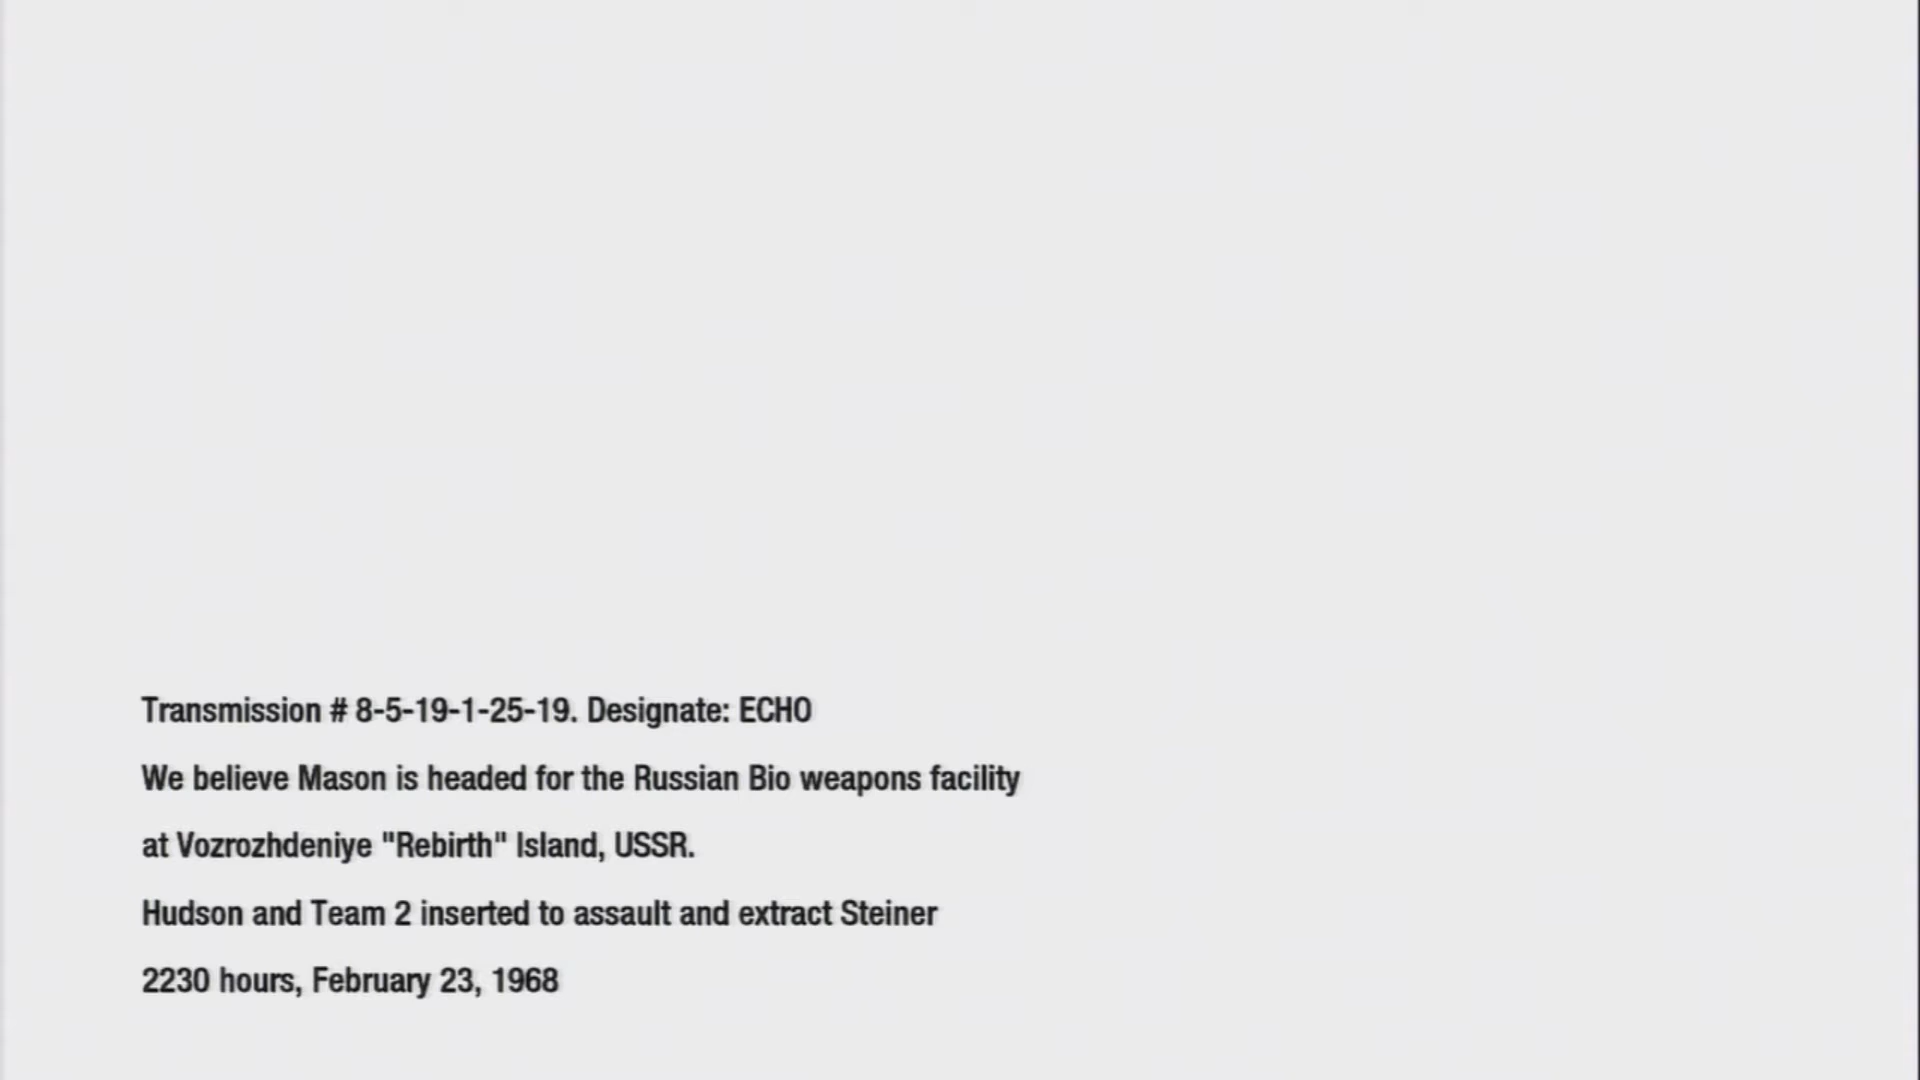 Transmission # 8-5-19-1-25-19. Designate: ECHO
We believe Mason is headed for the Russian Bio weapons facility
at Vozrozhdeniye "Rebirth" Island, USSR.
Hudson and Team 2 inserted to assault and extract Steiner
2230 hours, February 23, 1968